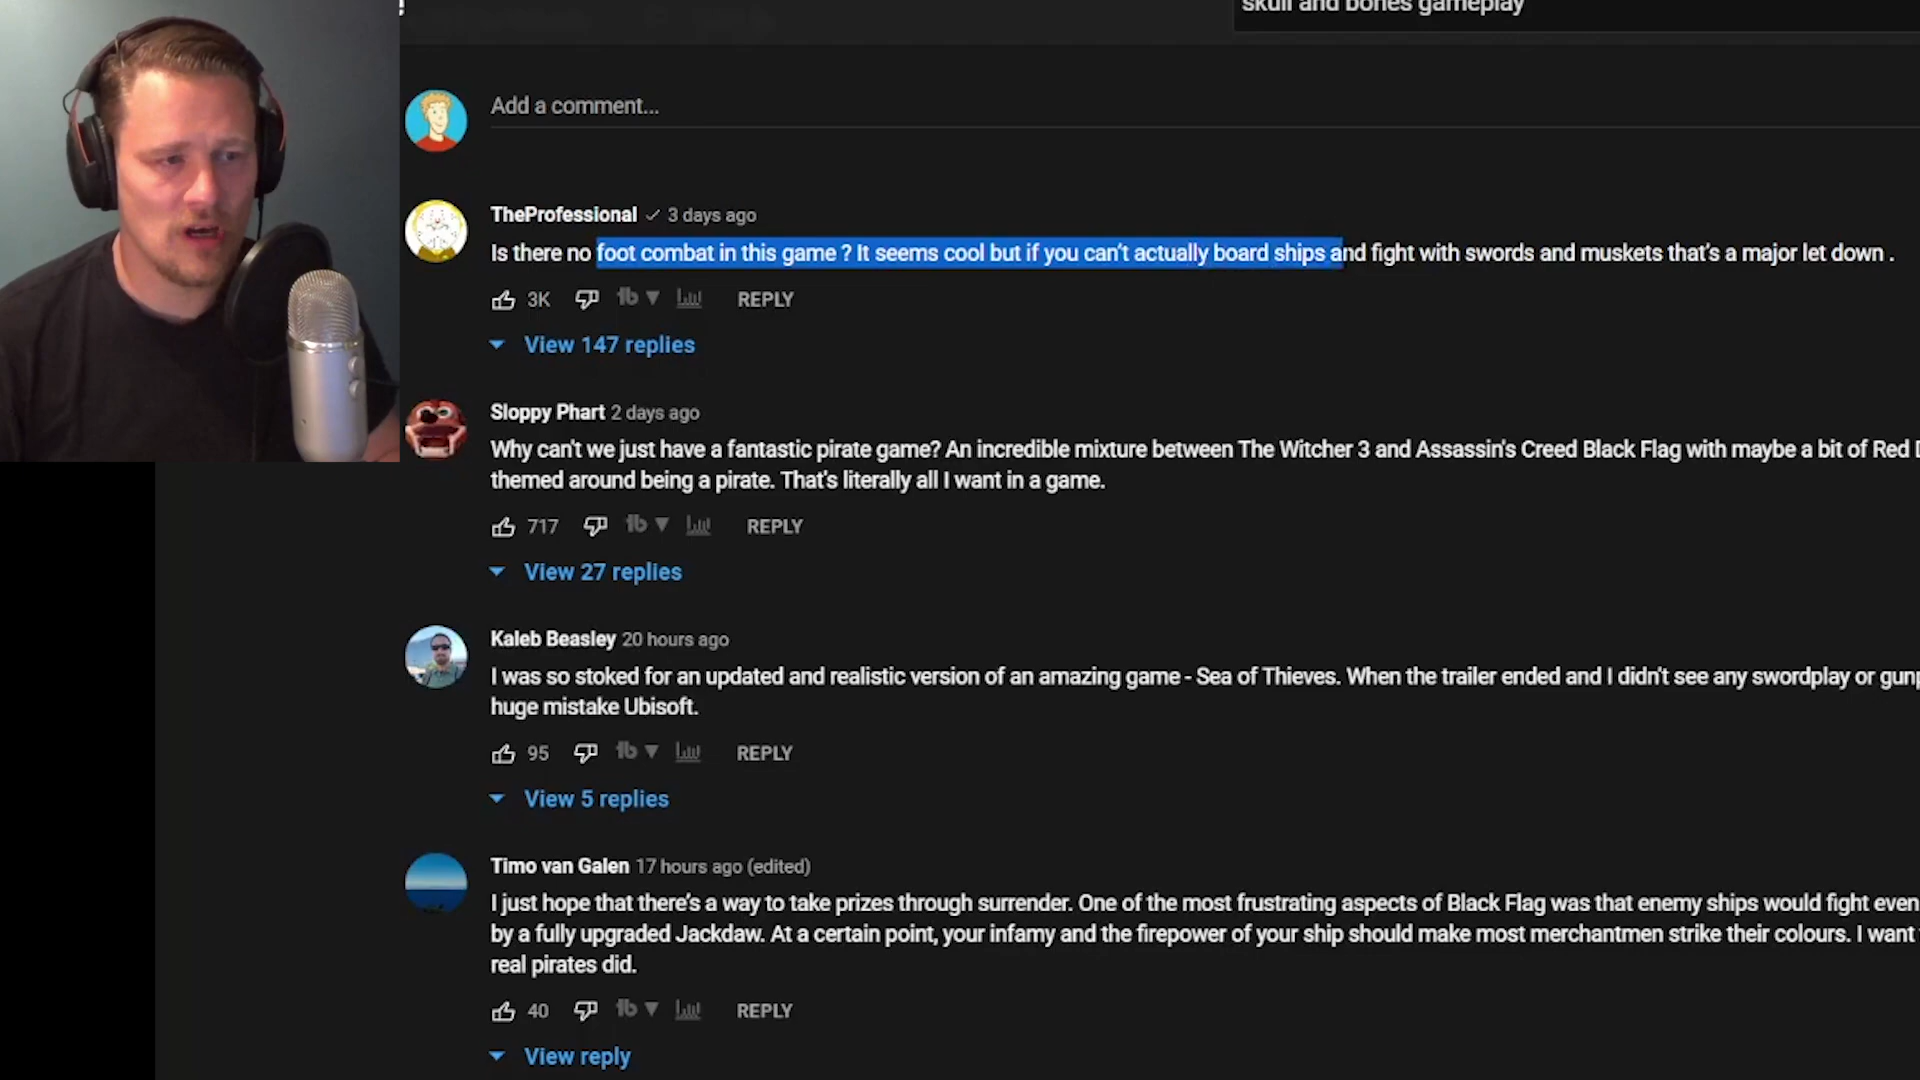 skull and bones gameplay
Add a comment...
TheProfessional 3 days ago
Is there no foot combat in this game ? It seems cool but if you can't actually board ships and fight with swords and muskets that's a major let down .
3K REPLY
View 147 replies
Sloppy Phart 2 days ago
Why can't we just have a fantastic pirate game? An incredible mixture between The Witcher 3 and Assassin's Creed Black Flag with maybe a bit of Red
themed around being a pirate. That's literally all I want in a game.
717 REPLY
View 27 replies
Kaleb Beasley 20 hours ago
I was so stoked for an updated and realistic version of an amazing game - Sea of Thieves. When the trailer ended and I didn't see any swordplay or
huge mistake Ubisoft.
95 REPLY
View 5 replies
Timo van Galen 17 hours ago (edited)
I just hope that there's a way to take prizes through surrender. One of the most frustrating aspects of Black Flag was that enemy ships would fight even
by a fully upgraded Jackdaw. At a certain point, your infamy and the firepower of your ship should make most merchantmen strike their colours. I want
real pirates did.
40 REPLY
View reply